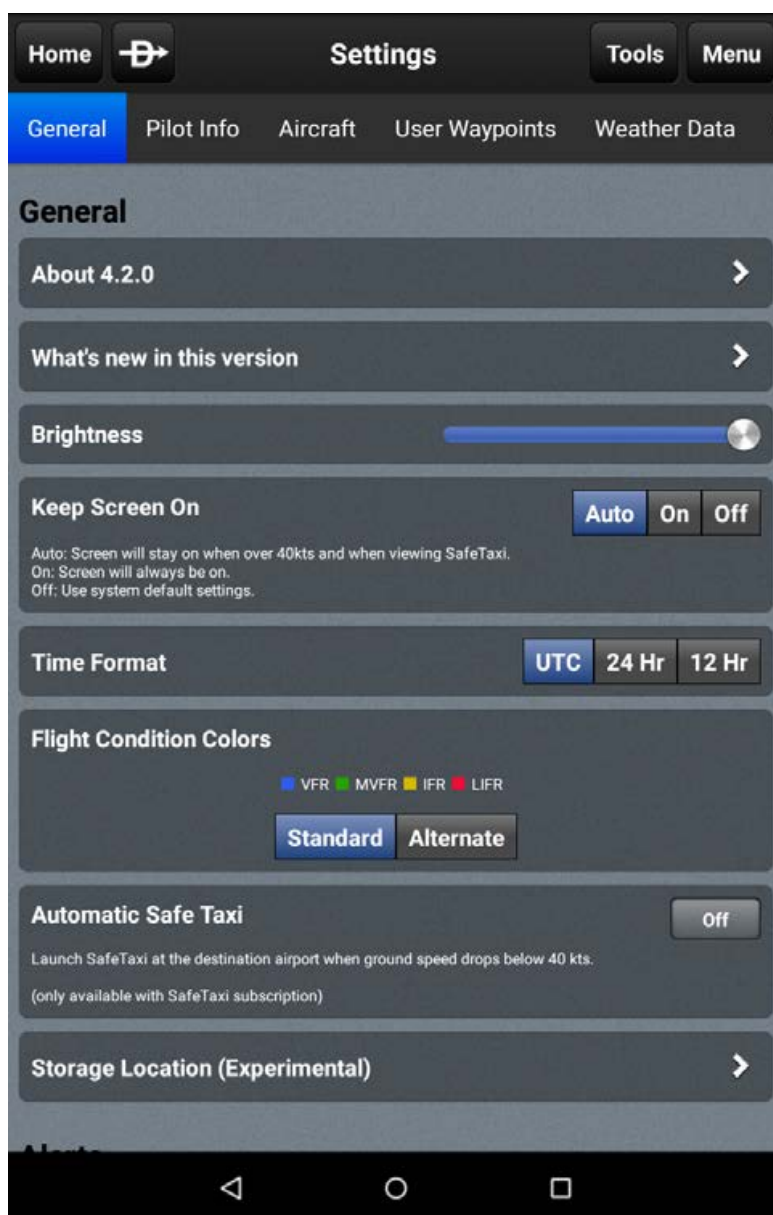 Home Settings Tools Menu
General Pilot Info Aircraft User Waypoints Weather Data
General
About 4.2.0
What's new in this version
Brightness
Keep Screen On Auto On Off
Auto: Screen will stay on when over 40kts and when viewing SafeTaxi.
On: Screen will always be on.
Off: Use system default settings.
Time Format UTC 24 Hr 12 Hr
Flight Condition Colors
VFR MVFR IFR LIFR
Standard Alternate
Automatic Safe Taxi Off
Launch SafeTaxi at the destination airport when ground speed drops below 40 kts.
(only available with SafeTaxi subscription)
Storage Location (Experimental)
Alerts